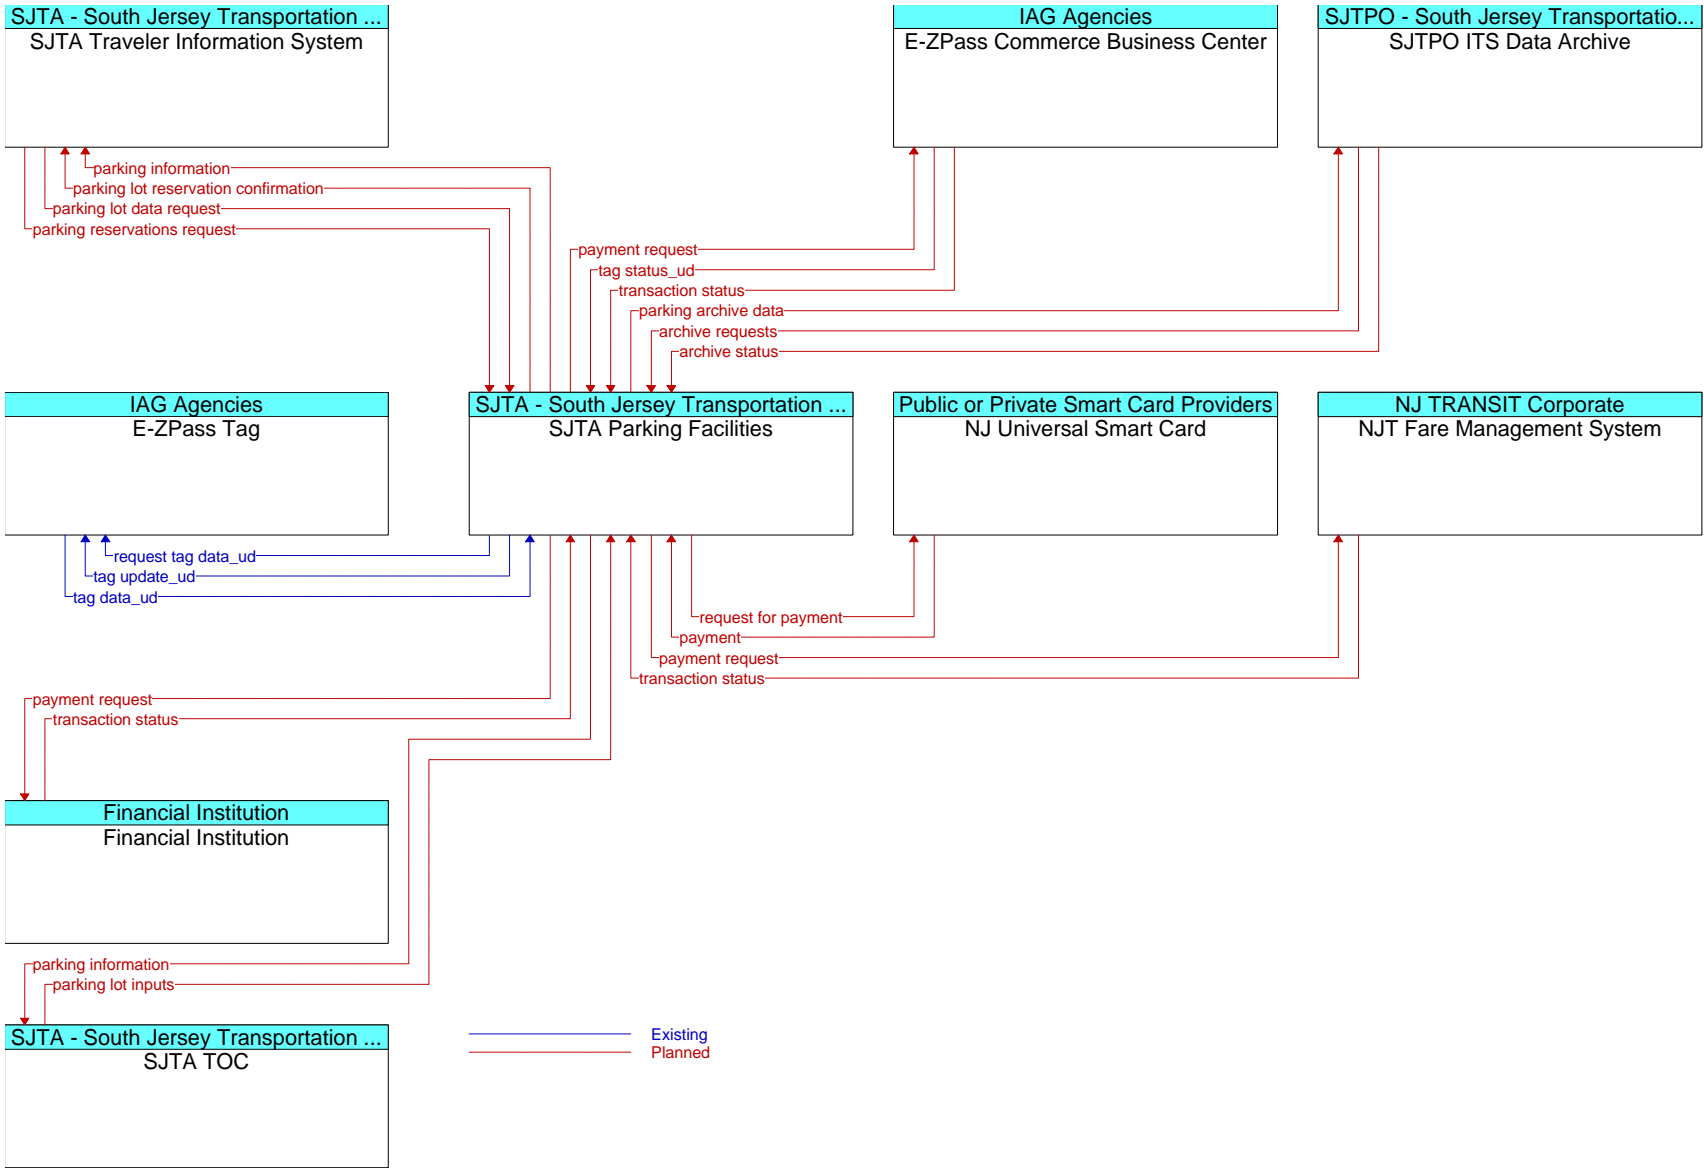 SJTA - South Jersey Transportation ...
SJTA Traveler Information System
IAG Agencies
E-ZPass Commerce Business Center
SJTPO - South Jersey Transportatio...
SJTPO ITS Data Archive
parking information
parking lot reservation confirmation
parking lot data request
parking reservations request
payment request
tag status_ud
transaction status
parking archive data
archive requests
archive status
IAG Agencies
E-ZPass Tag
SJTA - South Jersey Transportation ...
SJTA Parking Facilities
Public or Private Smart Card Providers
NJ Universal Smart Card
NJ TRANSIT Corporate
NJT Fare Management System
request tag data_ud
tag update_ud
tag data_ud
request for payment
payment
payment request
transaction status
payment request
transaction status
Financial Institution
Financial Institution
parking information
parking lot inputs
SJTA - South Jersey Transportation ...
SJTA TOC
Existing
Planned